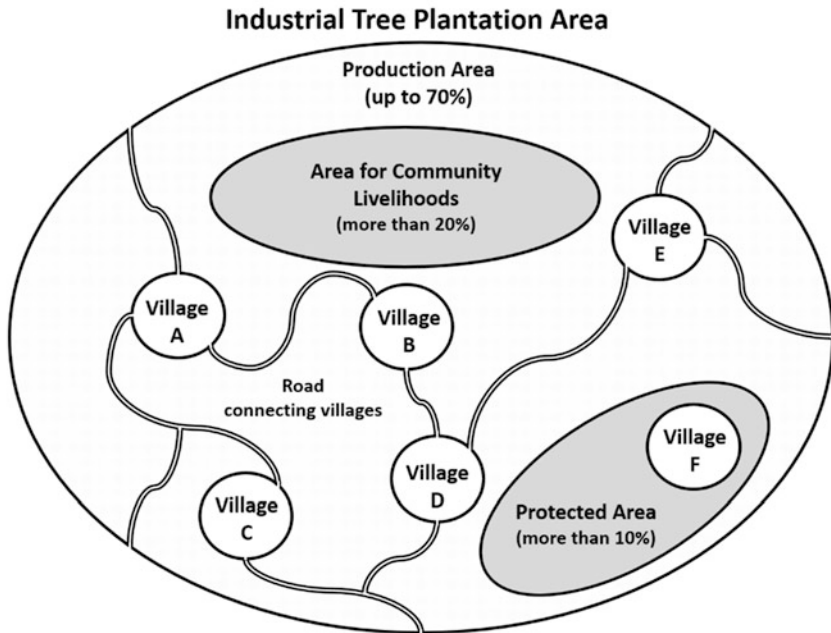 Industrial Tree Plantation Area
Production Area
(up to 70%)
Area for Community
Livelihoods
(more than 20%)
Village
E
Village
A
Village
B
Road
connecting villages
Village
F
Village
D
Village
C
Protected Area
(more than 10%)